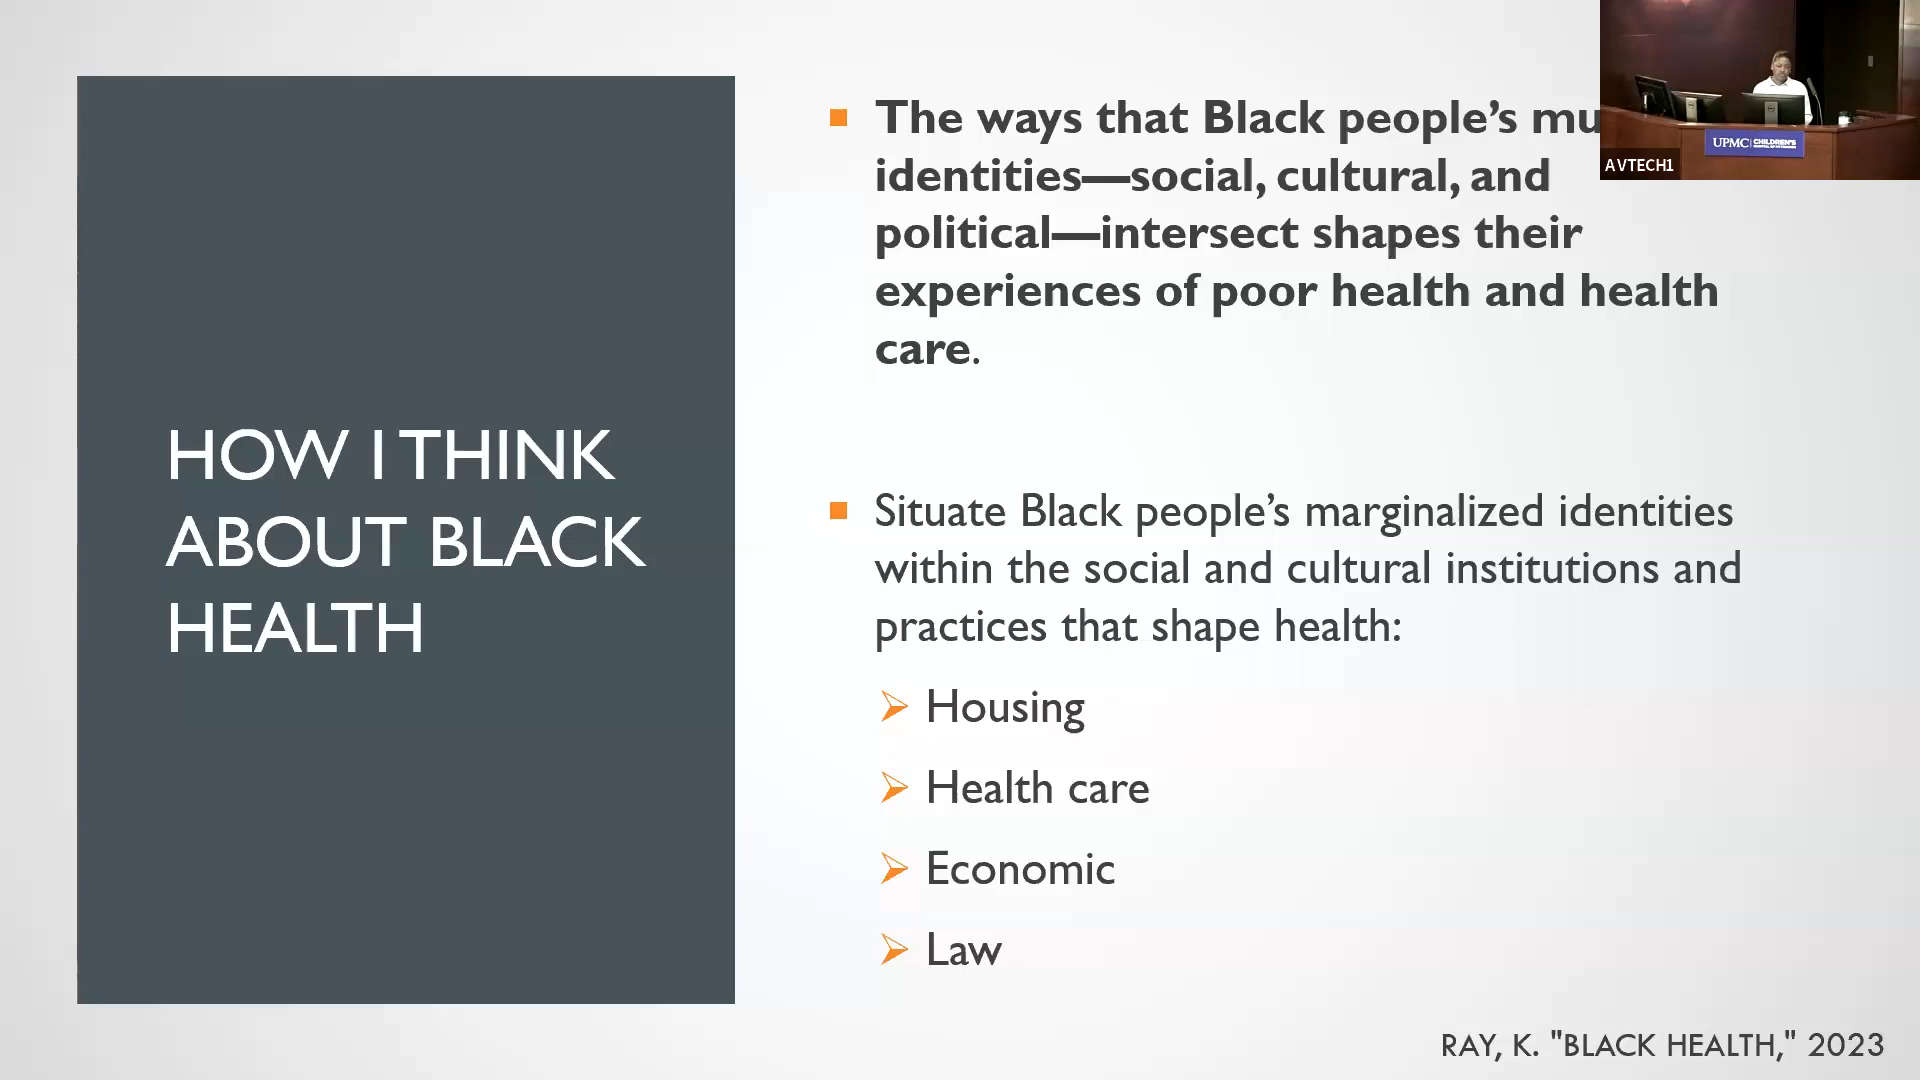 The ways that Black people’s mu
identities—social, cultural, and
political—intersect shapes their
experiences of poor health and health
care.
HOW I THINK
ABOUT BLACK
HEALTH
Situate Black people’s marginalized identities
within the social and cultural institutions and
practices that shape health:
Housing
Health care
Economic
Law
RAY, K. "BLACK HEALTH," 2023
UPMC CHILDREN'S
AVTECH1